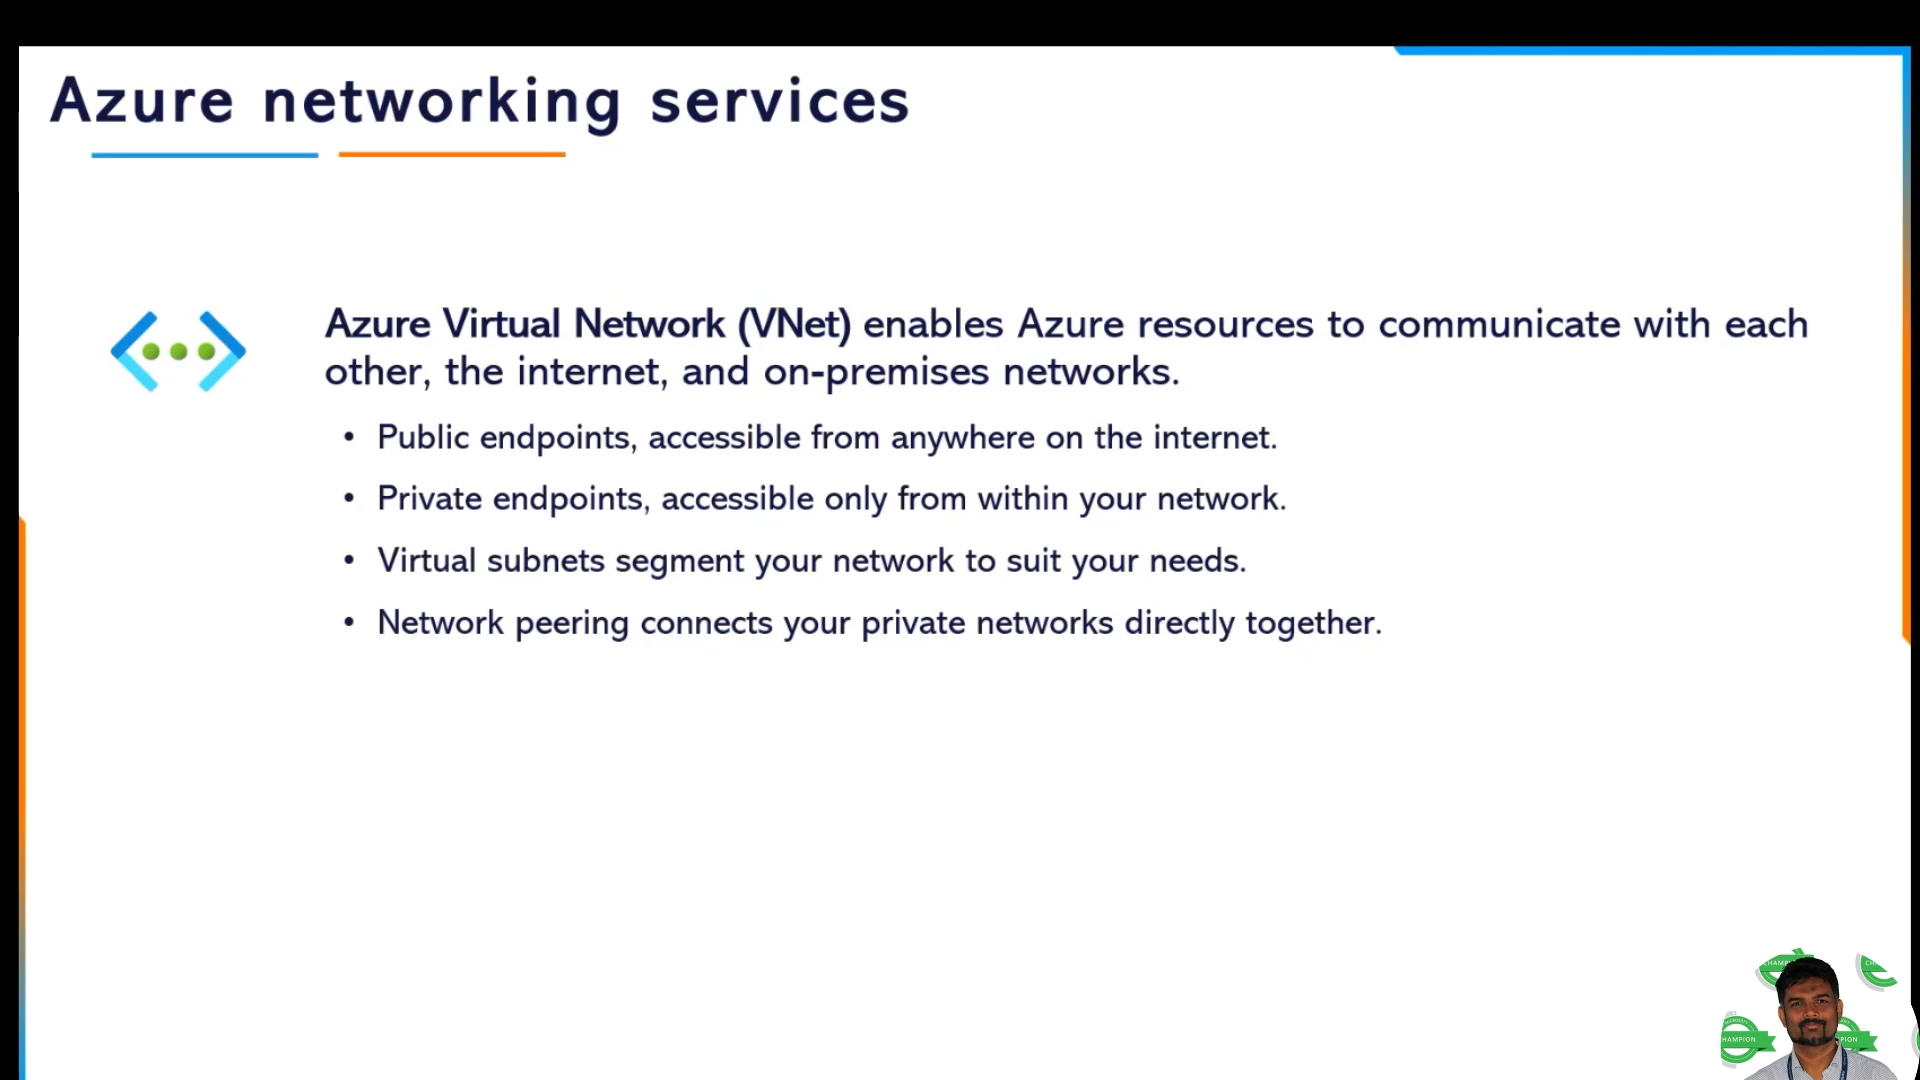 Azure networking services
Azure Virtual Network (VNet) enables Azure resources to communicate with each
other, the internet, and on-premises networks.
• Public endpoints, accessible from anywhere on the internet.
• Private endpoints, accessible only from within your network.
• Virtual subnets segment your network to suit your needs.
• Network peering connects your private networks directly together.